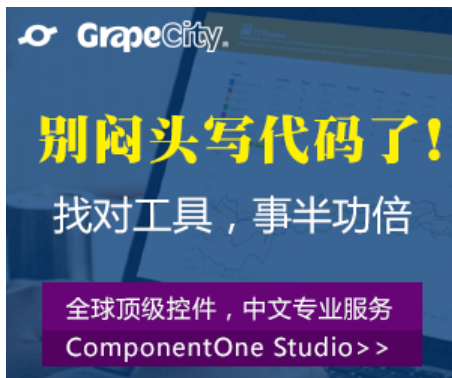 GrapeCity.
别闷头写代码了!
找对工具，事半功倍
全球顶级控件，中文专业服务
ComponentOne Studio>>